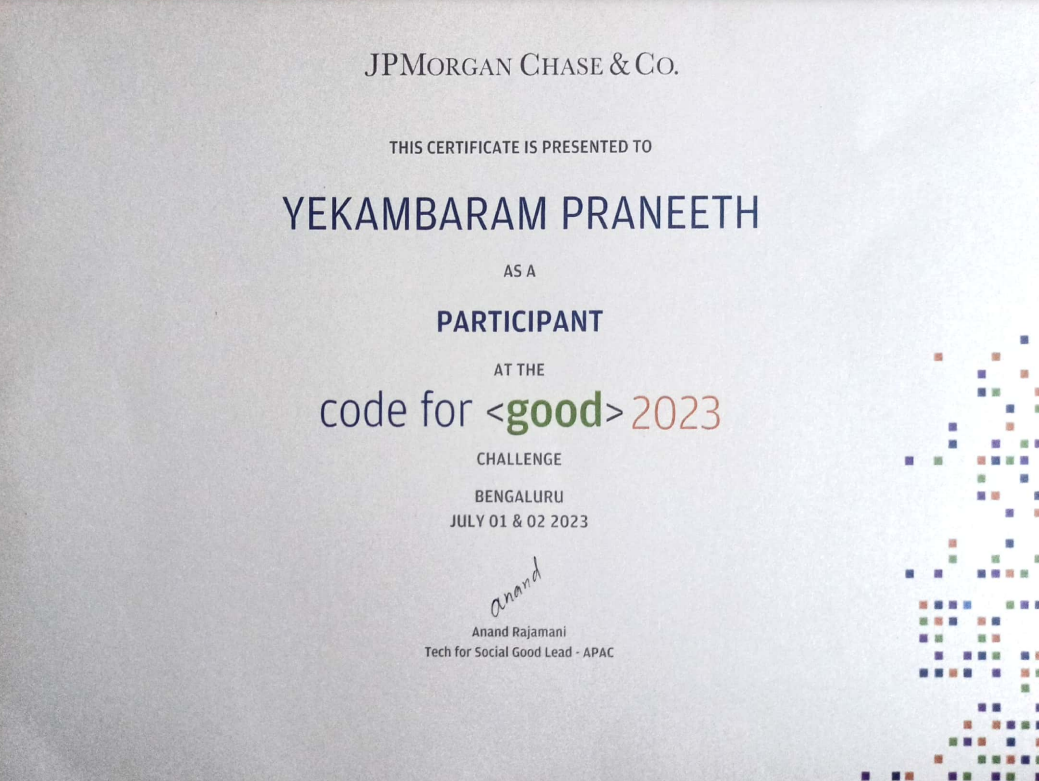 JPMORGAN CHASE & CO.
THIS CERTIFICATE IS PRESENTED TO
YEKAMBARAM PRANEETH
AS A
PARTICIPANT
AT THE
code for <good> 2023
CHALLENGE
BENGALURU
JULY 01 & 02 2023
anand
Anand Rajamani
Tech for Social Good Lead - APAC